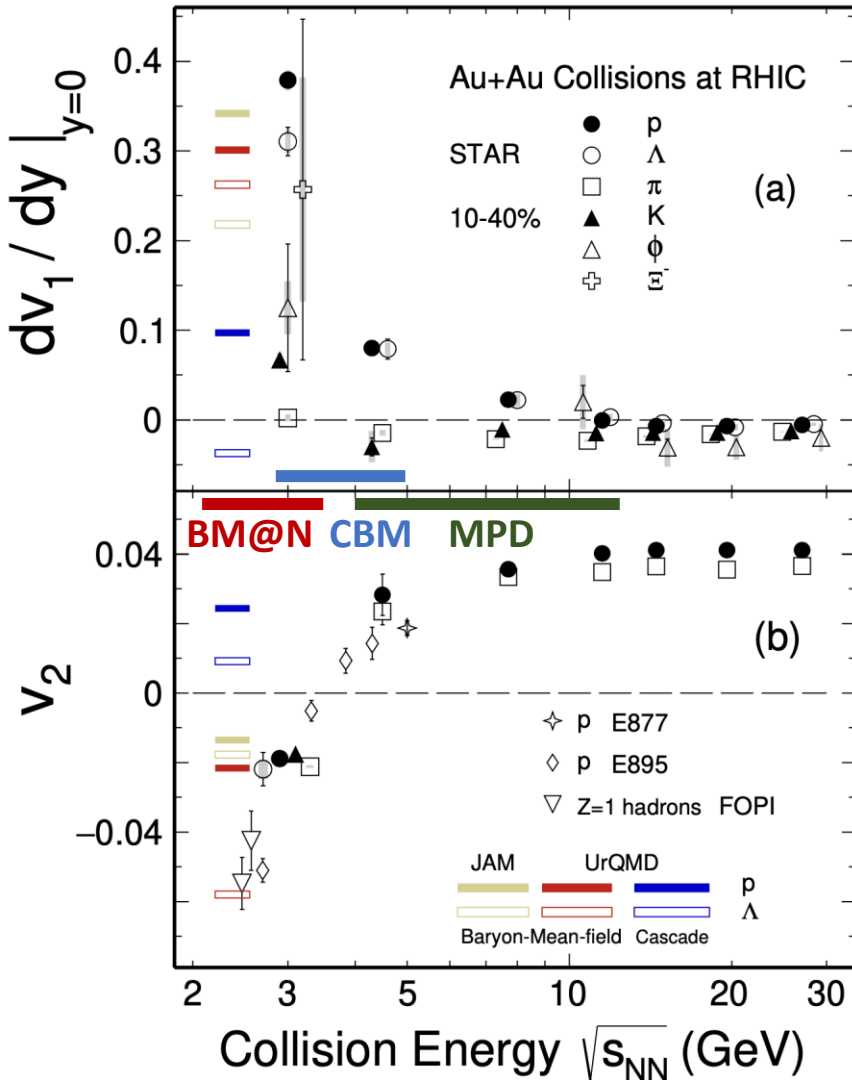 0.4
0.3
0.2
0.1
0
dv₁ / dy |y=0
Au+Au Collisions at RHIC
STAR
10-40%
p
Λ
π
K
ϕ
Ξ⁻
(a)
BM@N CBM MPD
0.04
0
−0.04
v₂
(b)
p E877
p E895
Z=1 hadrons FOPI
JAM UrQMD
p
Λ
Baryon-Mean-field Cascade
2 3 5 10 20 30
Collision Energy √sNN (GeV)